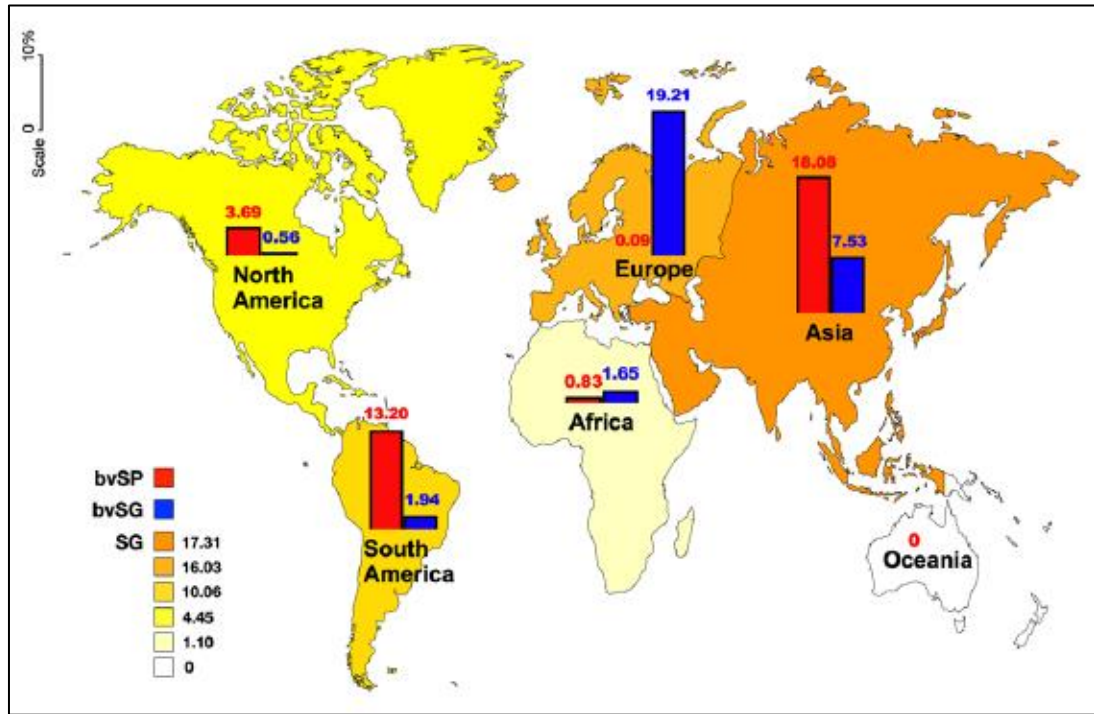 Scale 0 10%
19.21
18.08
3.69
0.56
0.09
7.53
North
America
Europe
Asia
0.83
1.65
Africa
13.20
1.94
South
America
0
Oceania
bvSP
bvSG
SG
17.31
16.03
10.06
4.45
1.10
0